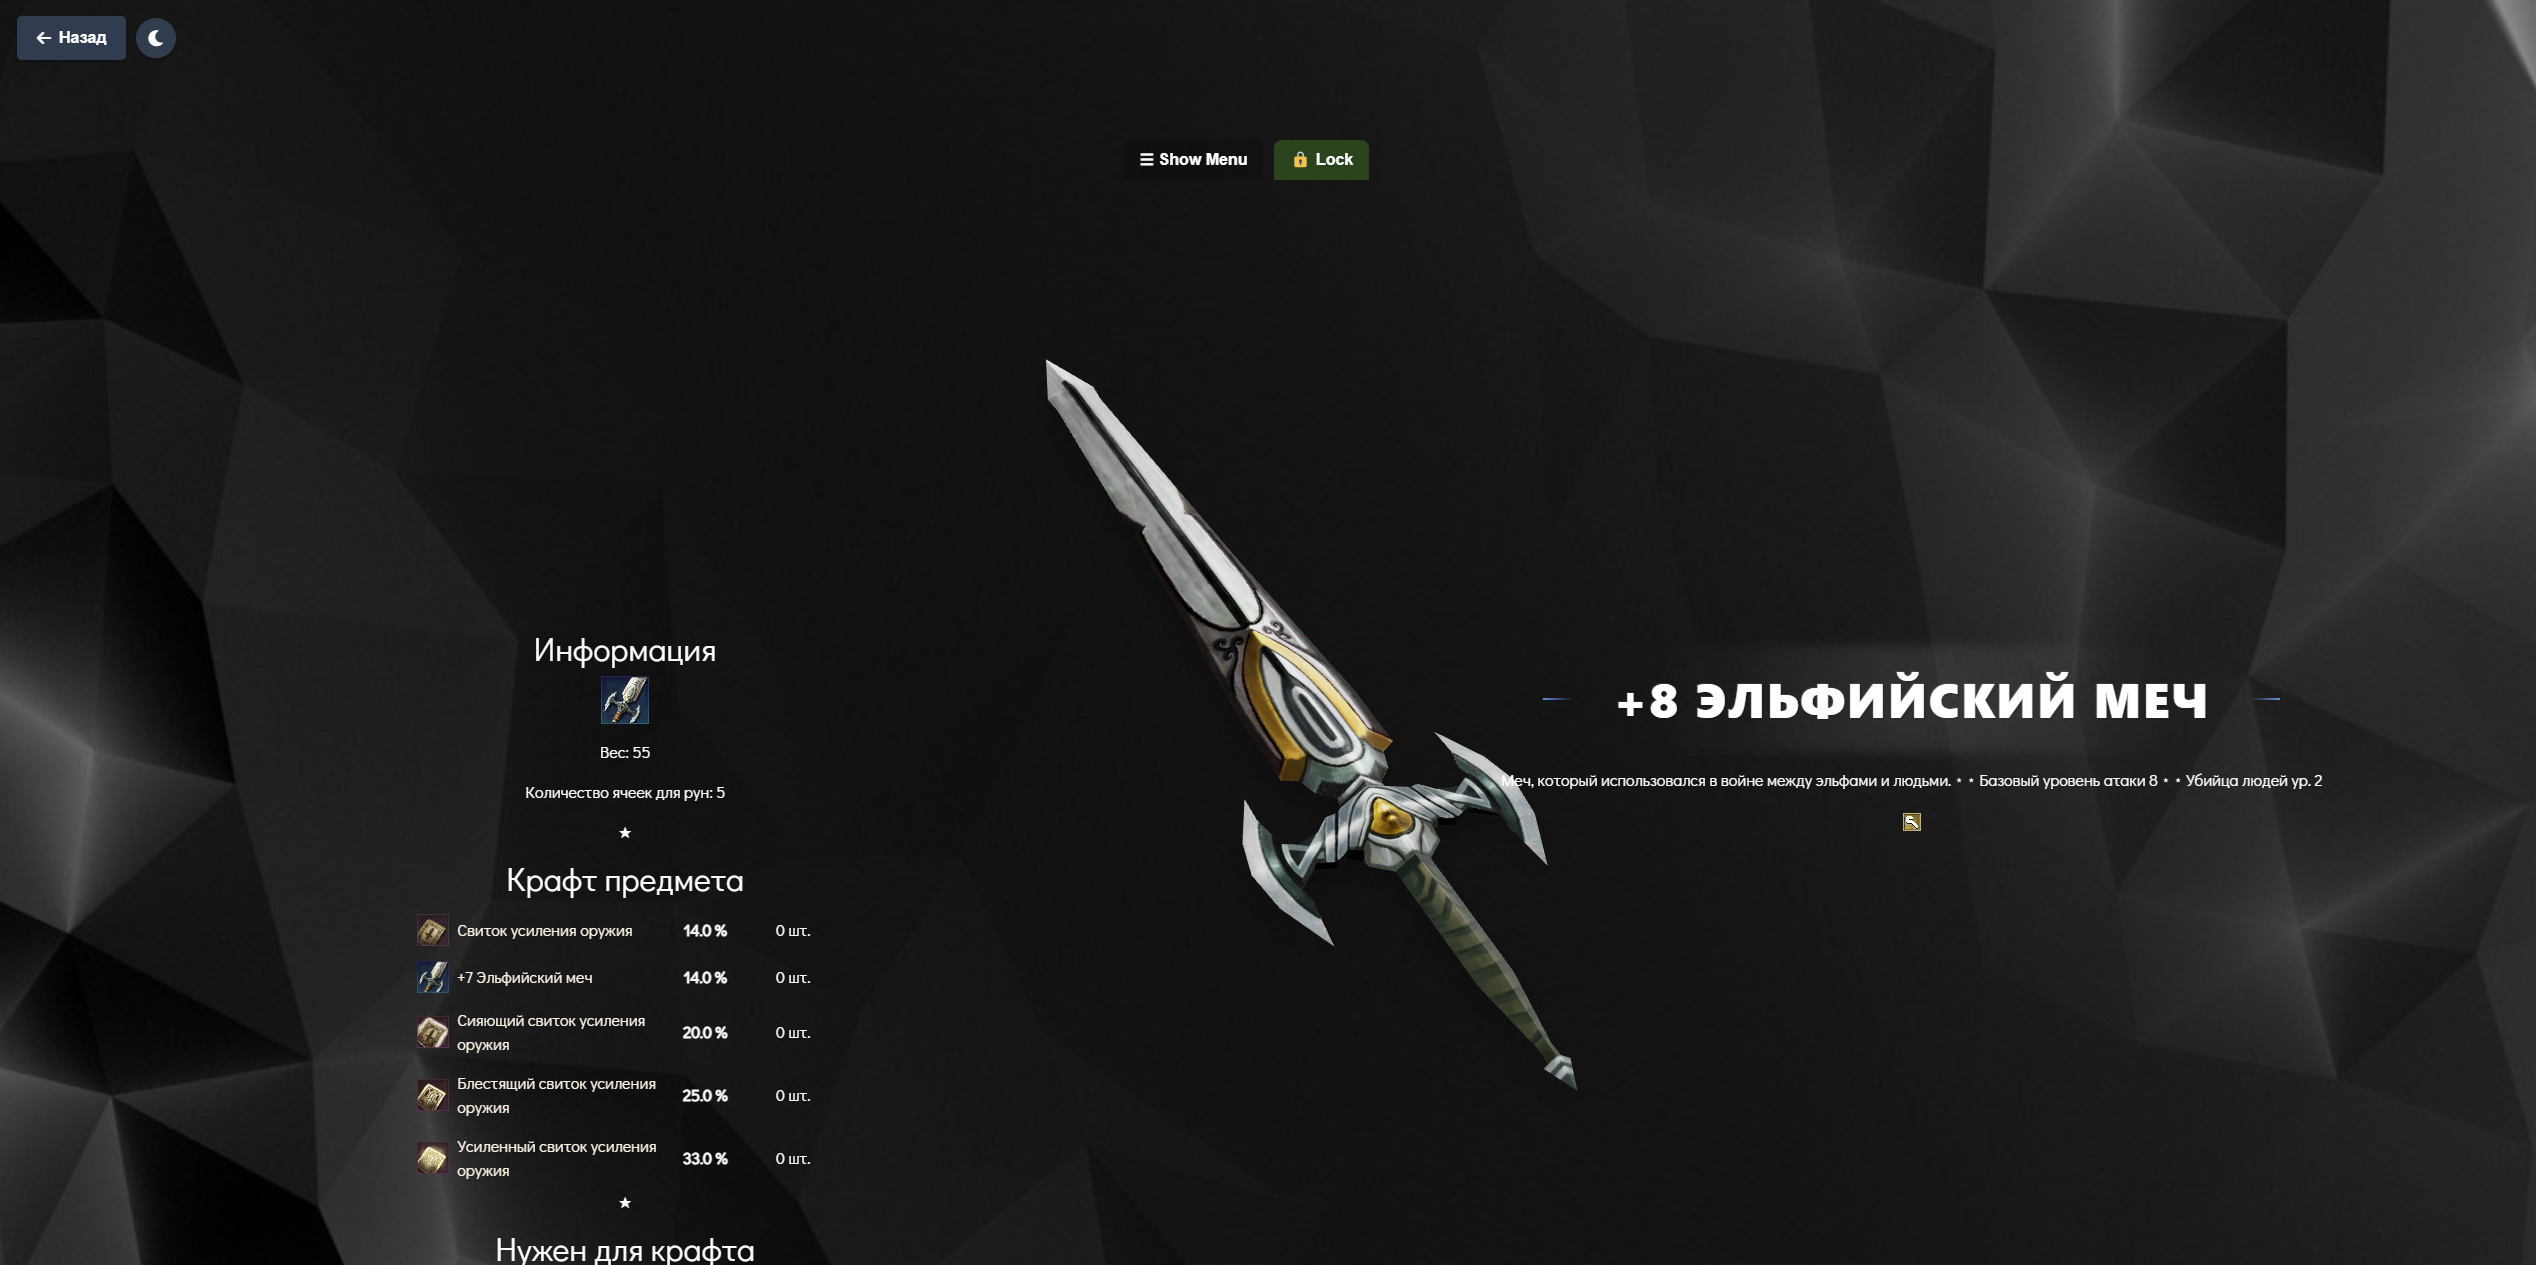 Назад
Show Menu
Lock
Информация
Вес: 55
Количество ячеек для рун: 5
Крафт предмета
Свиток усиления оружия 14.0 % 0 шт.
+7 Эльфийский меч 14.0 % 0 шт.
Сияющий свиток усиления
оружия
20.0 % 0 шт.
Блестящий свиток усиления
оружия
25.0 % 0 шт.
Усиленный свиток усиления
оружия
33.0 % 0 шт.
Нужен для крафта
+8 ЭЛЬФИЙСКИЙ МЕЧ
Меч, который использовался в войне между эльфами и людьми. * * Базовый уровень атаки 8 * * Убийца людей ур. 2